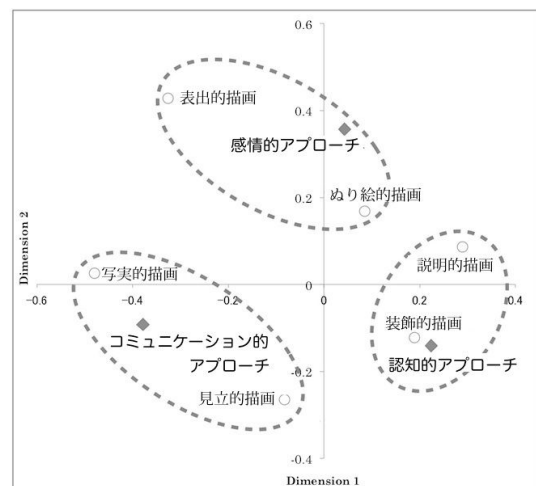 0.6
表出的描画
0.4
感情的アプローチ
0.2
ぬり絵的描画
Dimension 2
説明的描画
写実的描画
0
-0.6
-0.4
-0.2
0
0.2
0.4
コミュニケーション的
アプローチ
装飾的描画
認知的アプローチ
-0.2
見立的描画
-0.4
Dimension 1